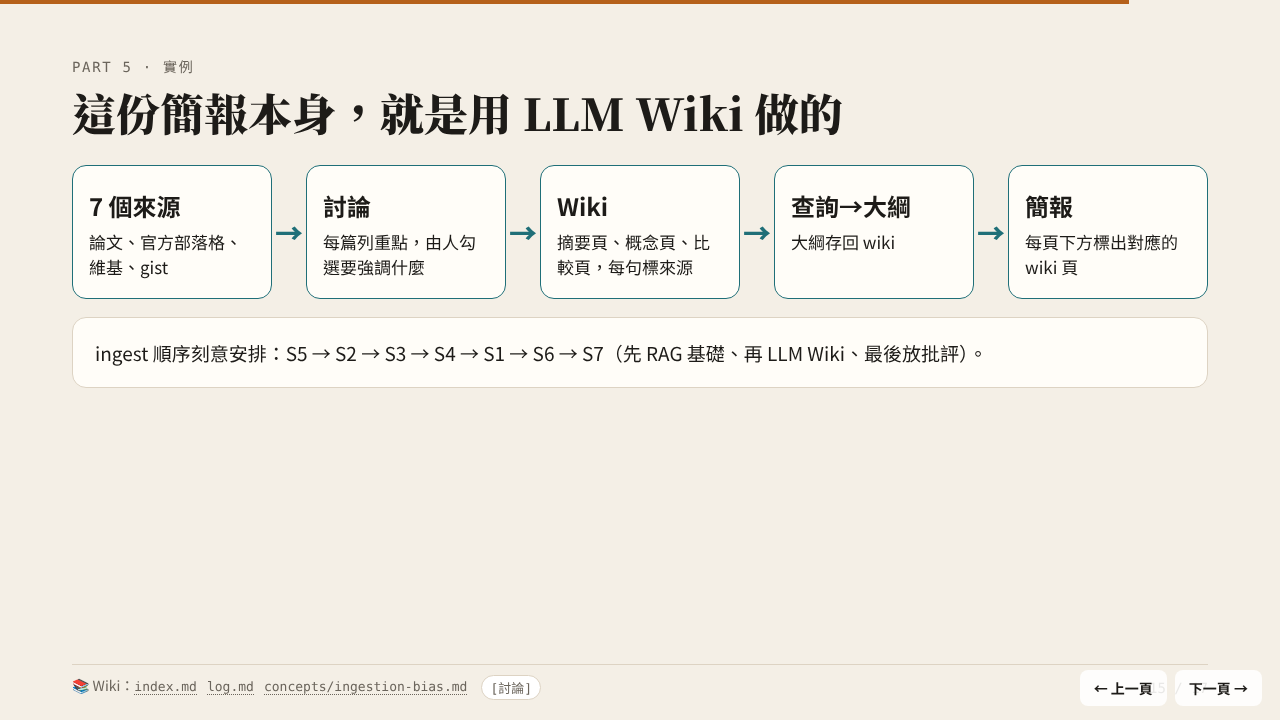 PART 5 · 實例
這份簡報本身，就是用 LLM Wiki 做的
7 個來源
論文、官方部落格、
維基、gist
→
討論
每篇列重點，由人勾
選要強調什麼
→
Wiki
摘要頁、概念頁、比
較頁，每句標來源
→
查詢→大綱
大綱存回 wiki
→
簡報
每頁下方標出對應的
wiki 頁
ingest 順序刻意安排：S5 → S2 → S3 → S4 → S1 → S6 → S7（先 RAG 基礎、再 LLM Wiki、最後放批評）。
📚 Wiki：index.md log.md concepts/ingestion-bias.md [討論]
← 上一頁 下一頁 →